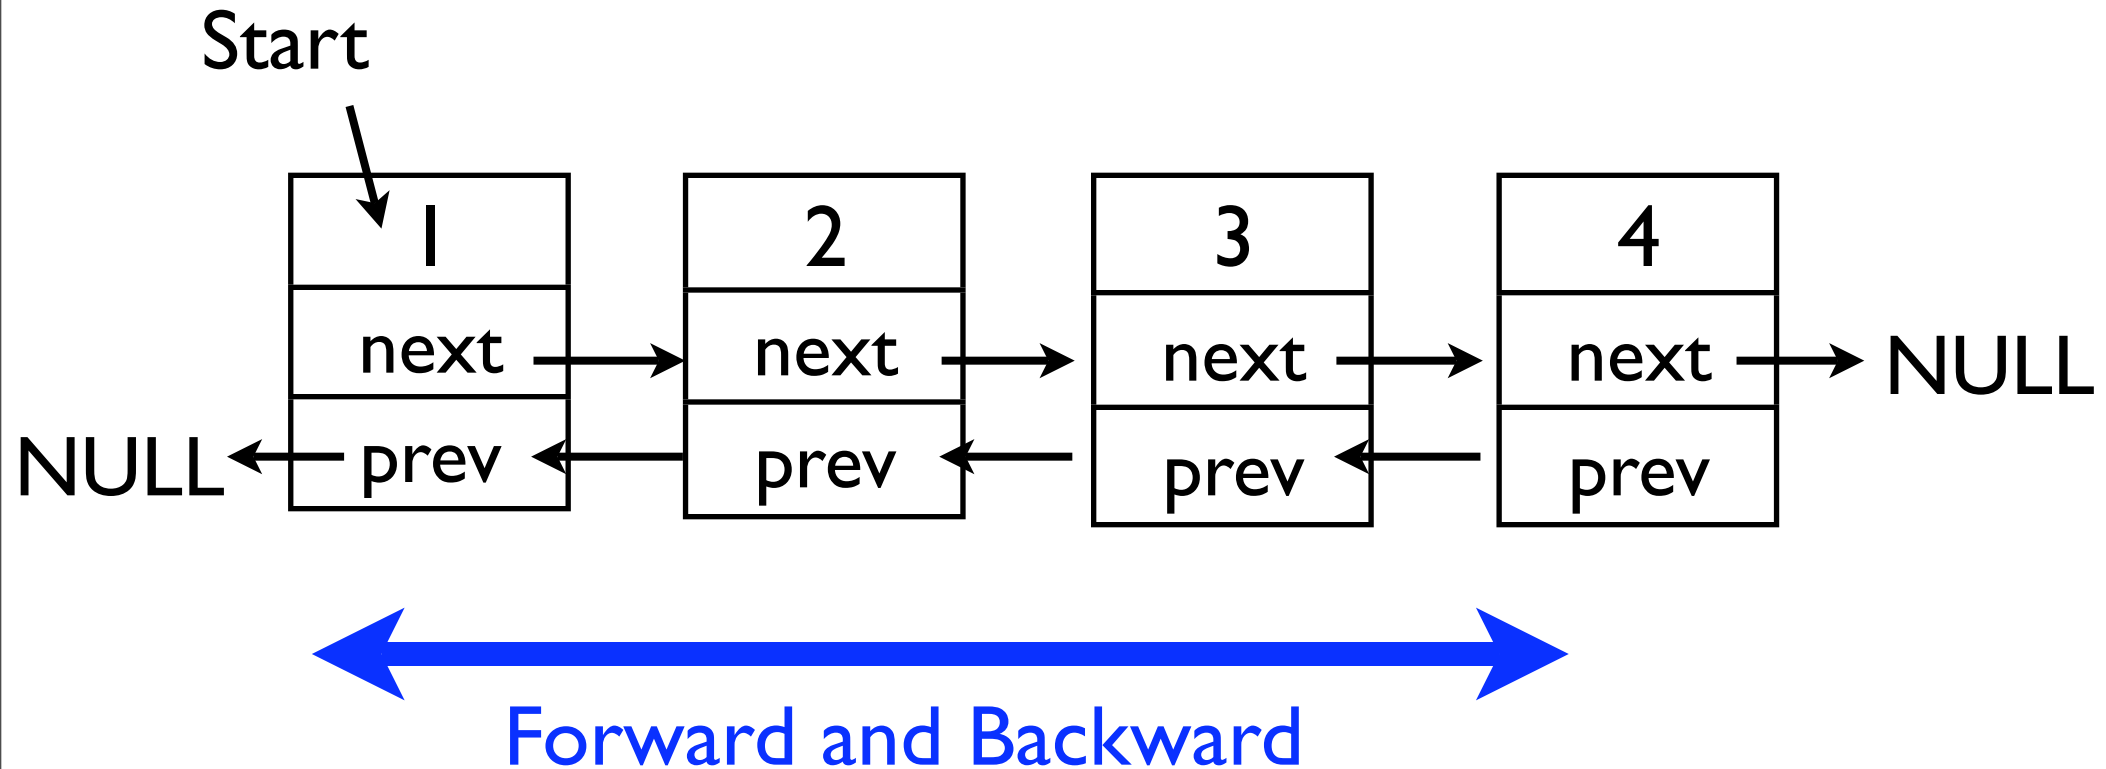 Start
1 2 3 4
next next next next NULL
NULL prev prev prev prev
Forward and Backward